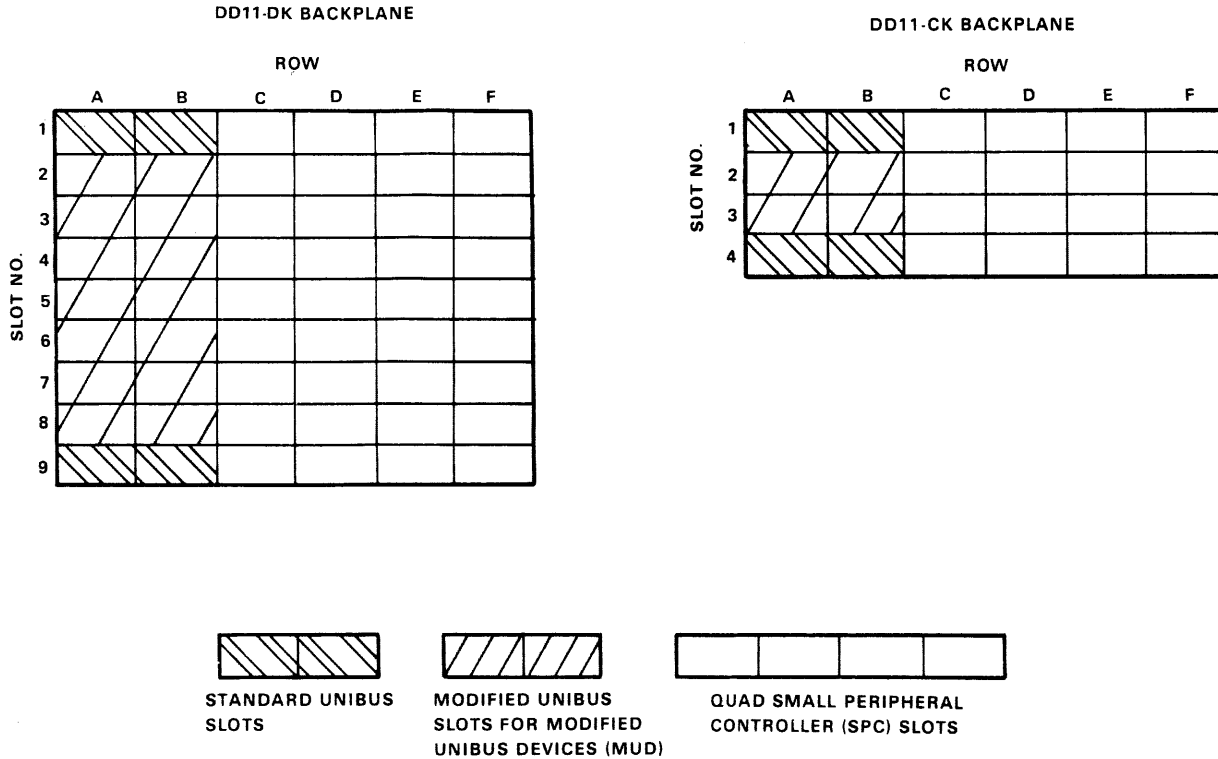 DD11-DK BACKPLANE
ROW
A B C D E F
SLOT NO.
1
2
3
4
5
6
7
8
9
DD11-CK BACKPLANE
ROW
A B C D E F
SLOT NO.
1
2
3
4
STANDARD UNIBUS
SLOTS
MODIFIED UNIBUS
SLOTS FOR MODIFIED
UNIBUS DEVICES (MUD)
QUAD SMALL PERIPHERAL
CONTROLLER (SPC) SLOTS